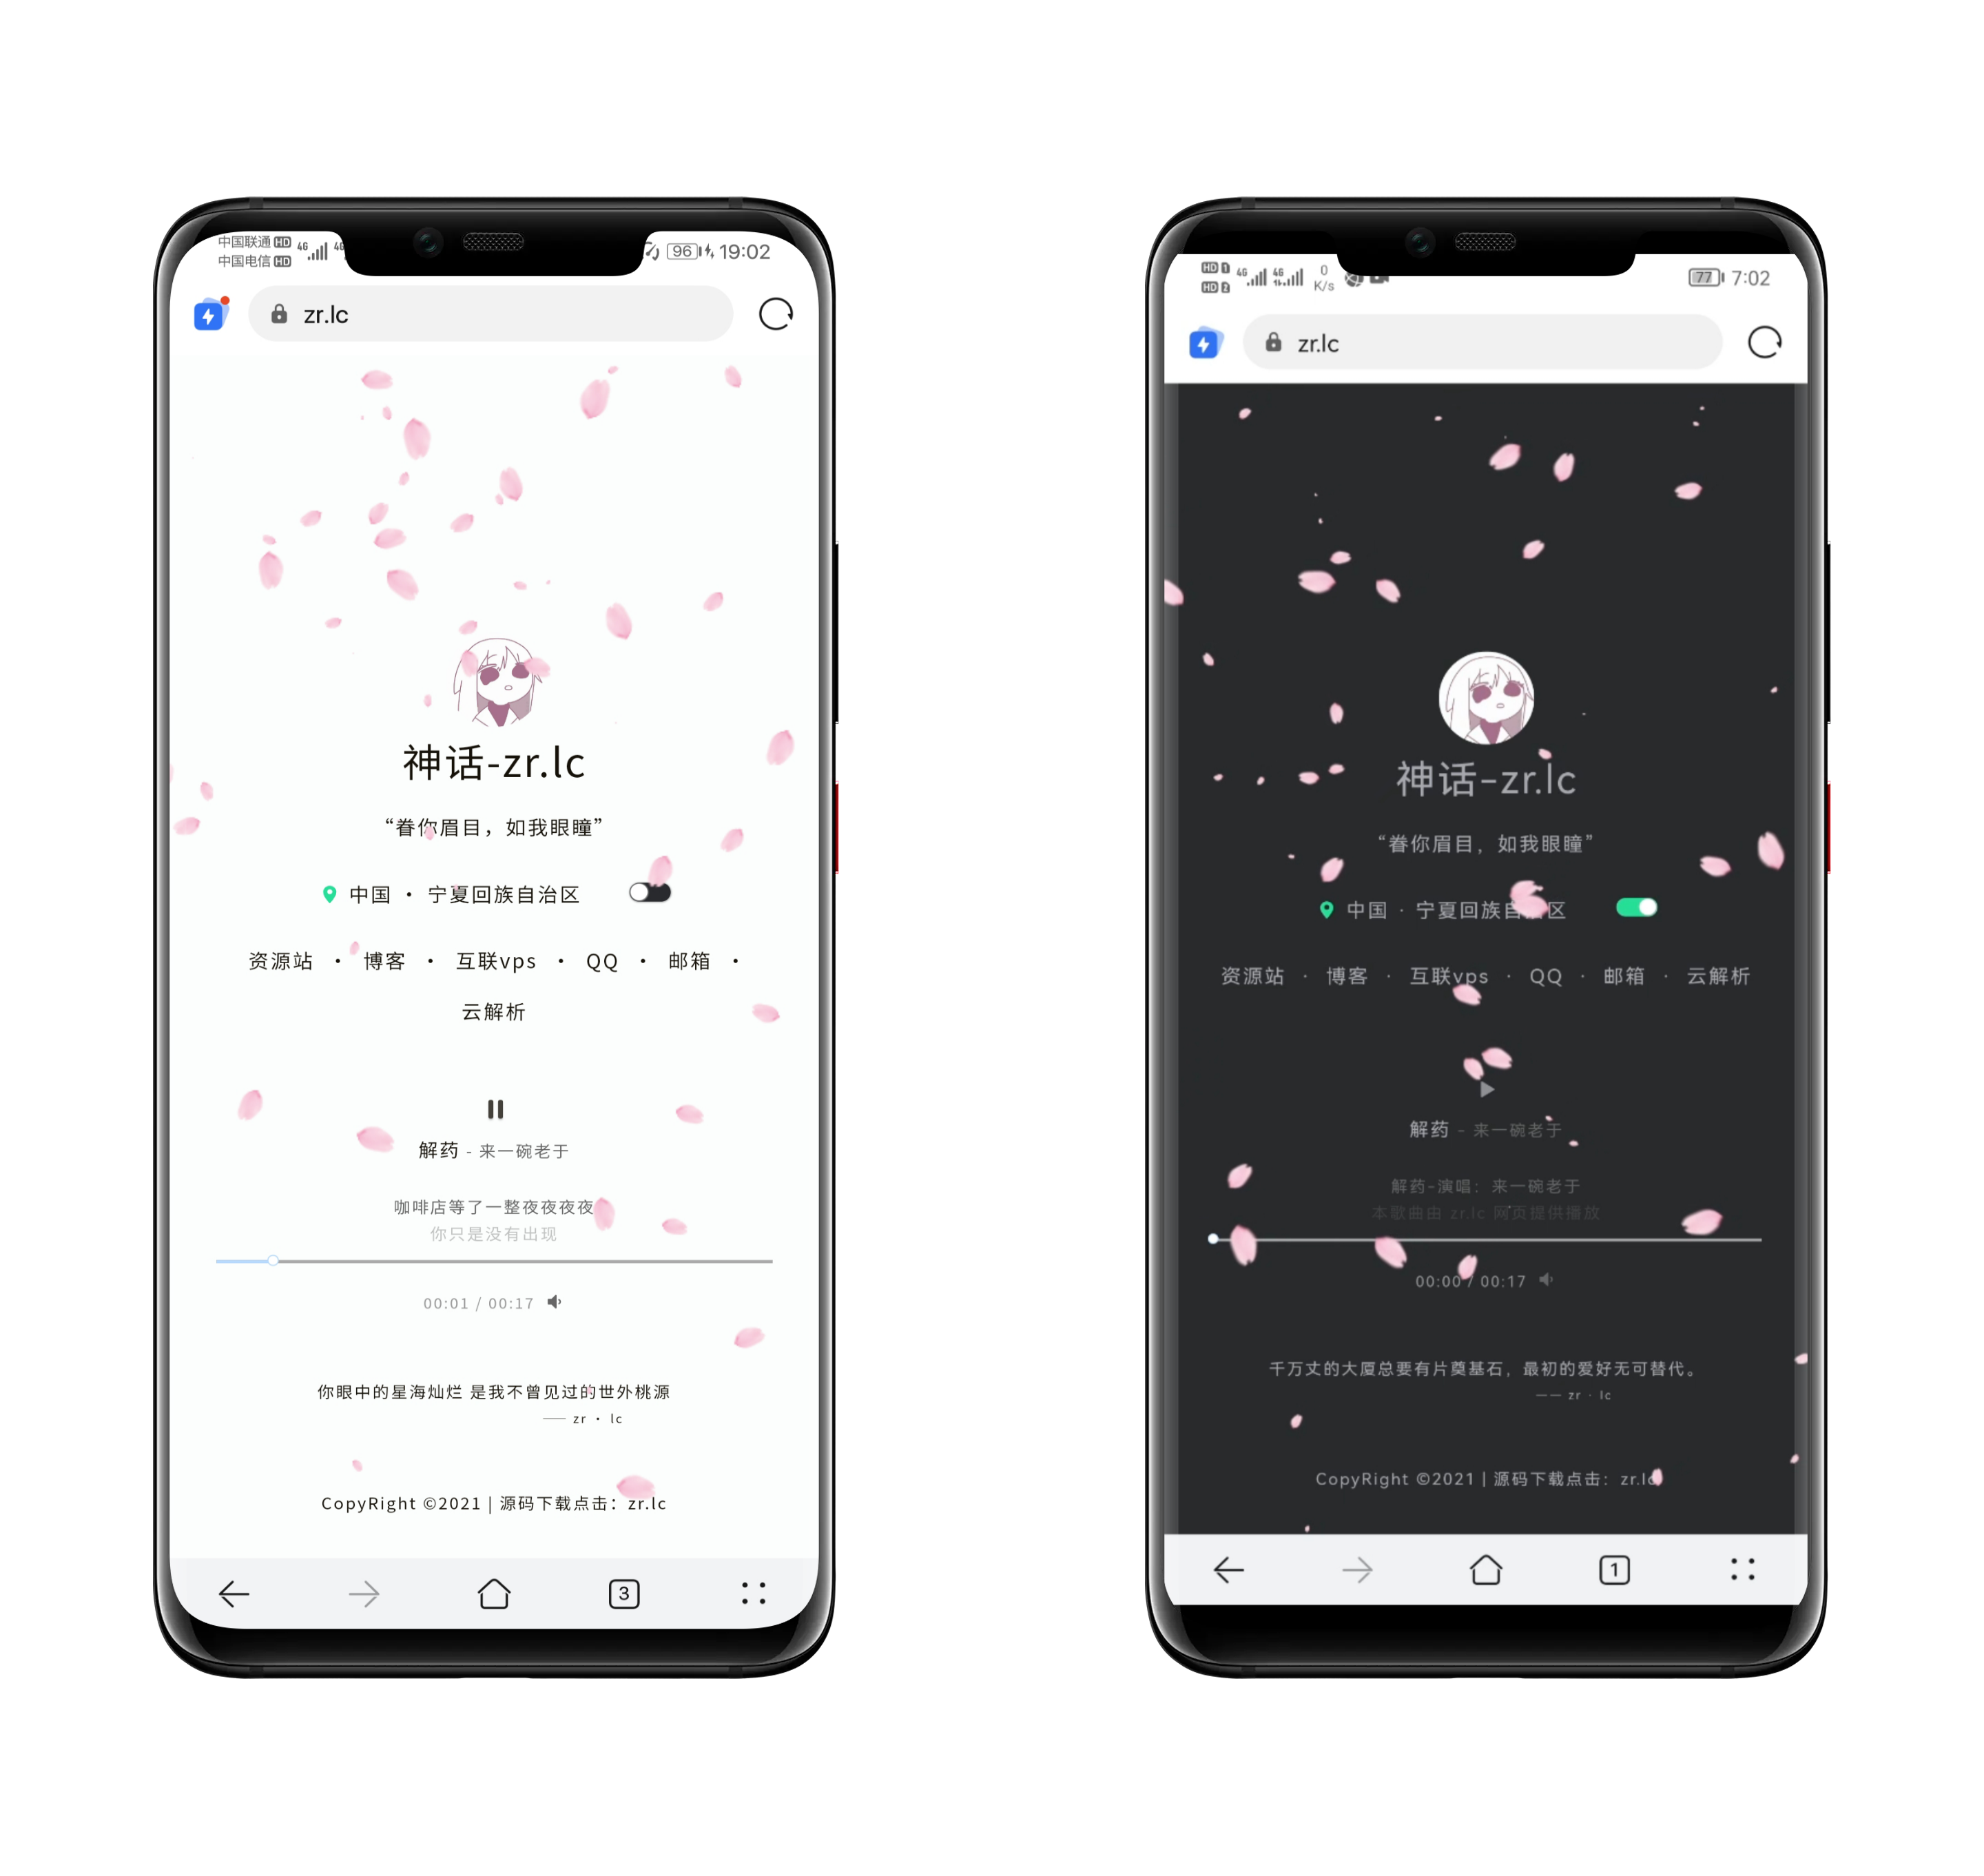 中国联通 HD 4G 4G
中国电信 HD
96 19:02
zr.lc
神话-zr.lc
“眷你眉目，如我眼瞳”
中国 · 宁夏回族自治区
资源站 · 博客 · 互联vps · QQ · 邮箱 ·
云解析
解药 - 来一碗老于
咖啡店等了一整夜夜夜夜
你只是没有出现
00:01 / 00:17
你眼中的星海灿烂 是我不曾见过的世外桃源
—— zr · lc
CopyRight ©2021 | 源码下载点击：zr.lc
3
HD 1 4G 4G 0
HD 2 K/s
77 7:02
zr.lc
神话-zr.lc
“眷你眉目，如我眼瞳”
中国 · 宁夏回族自治区
资源站 · 博客 · 互联vps · QQ · 邮箱 · 云解析
解药 - 来一碗老于
解药-演唱：来一碗老于
本歌曲由 zr.lc 网页提供播放
00:00 / 00:17
千万丈的大厦总要有片奠基石，最初的爱好无可替代。
—— zr · lc
CopyRight ©2021 | 源码下载点击：zr.lc
1